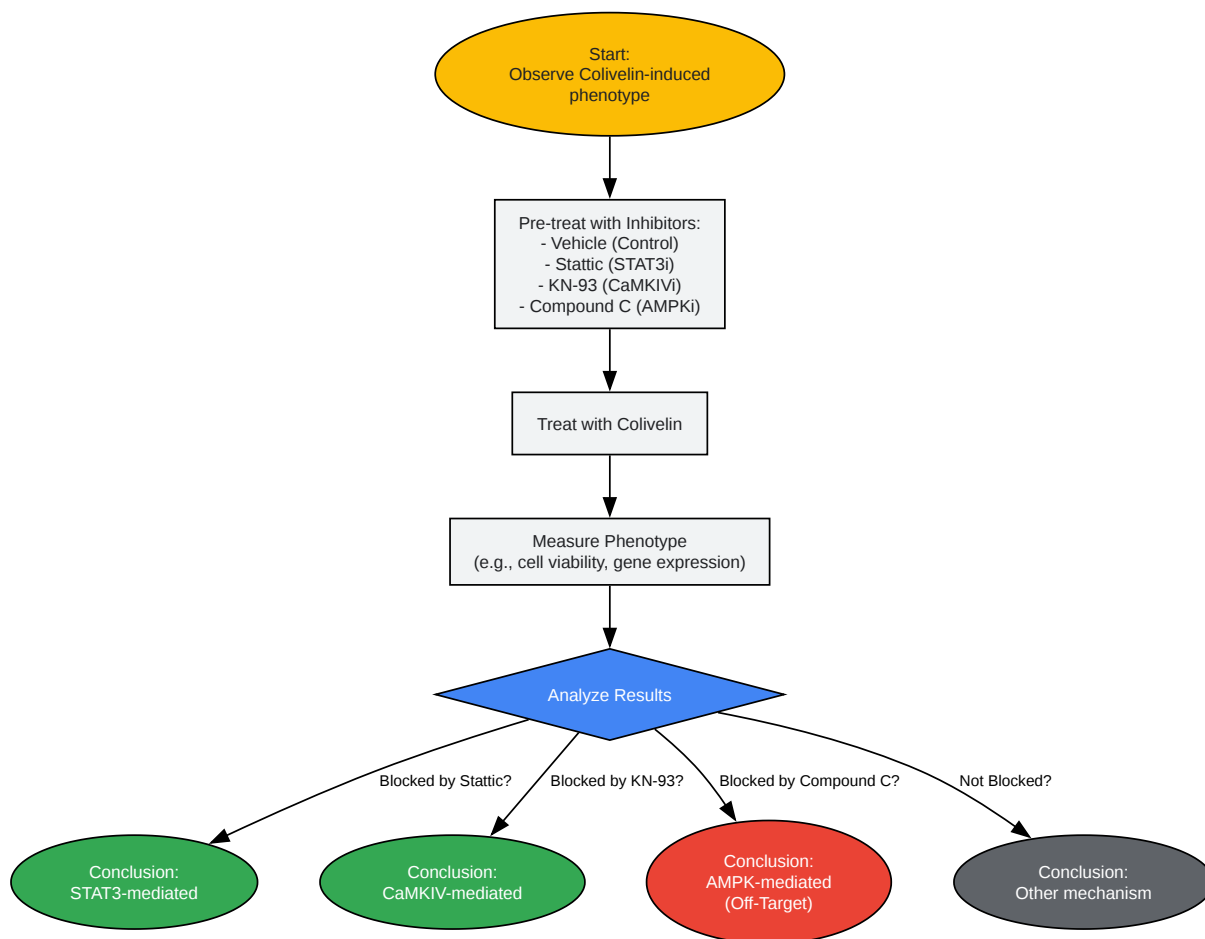 Start:
Observe Colivelin-induced
phenotype
Pre-treat with Inhibitors:
- Vehicle (Control)
- Stattic (STAT3i)
- KN-93 (CaMKIVi)
- Compound C (AMPKi)
Treat with Colivelin
Measure Phenotype
(e.g., cell viability, gene expression)
Analyze Results
Blocked by Stattic?
Blocked by KN-93?
Blocked by Compound C?
Not Blocked?
Conclusion:
STAT3-mediated
Conclusion:
CaMKIV-mediated
Conclusion:
AMPK-mediated
(Off-Target)
Conclusion:
Other mechanism